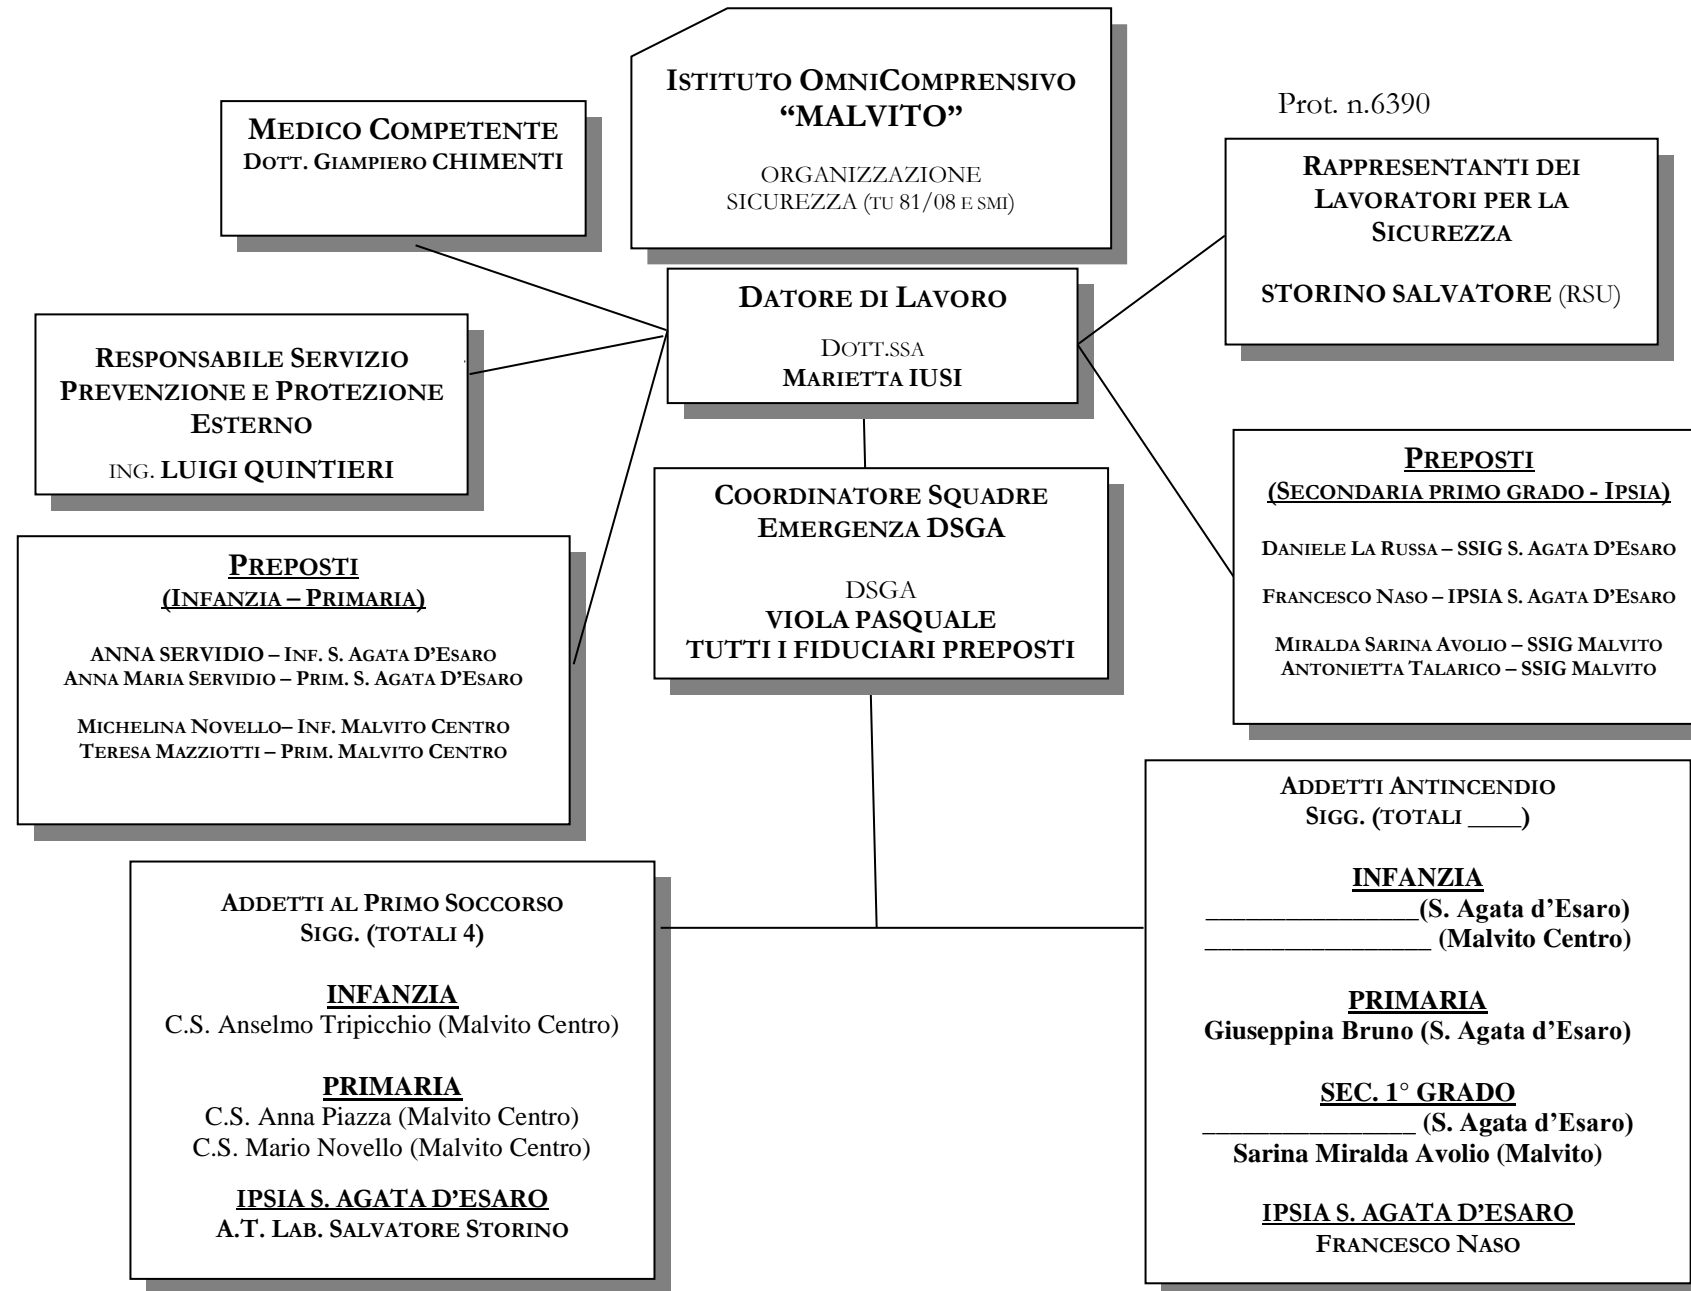 ISTITUTO OMNICOMPRENSIVO
“MALVITO”
ORGANIZZAZIONE
SICUREZZA (TU 81/08 E SMI)
Prot. n.6390
MEDICO COMPETENTE
DOTT. GIAMPIERO CHIMENTI
RAPPRESENTANTI DEI
LAVORATORI PER LA
SICUREZZA
STORINO SALVATORE (RSU)
DATORE DI LAVORO
DOTT.SSA
MARIETTA IUSI
RESPONSABILE SERVIZIO
PREVENZIONE E PROTEZIONE
ESTERNO
ING. LUIGI QUINTIERI
COORDINATORE SQUADRE
EMERGENZA DSGA
DSGA
VIOLA PASQUALE
TUTTI I FIDUCIARI PREPOSTI
PREPOSTI
(SECONDARIA PRIMO GRADO - IPSIA)
DANIELE LA RUSSA – SSIG S. AGATA D’ESARO
FRANCESCO NASO – IPSIA S. AGATA D’ESARO
MIRALDA SARINA AVOLIO – SSIG MALVITO
ANTONIETTA TALARICO – SSIG MALVITO
PREPOSTI
(INFANZIA – PRIMARIA)
ANNA SERVIDIO – INF. S. AGATA D’ESARO
ANNA MARIA SERVIDIO – PRIM. S. AGATA D’ESARO
MICHELINA NOVELLO– INF. MALVITO CENTRO
TERESA MAZZIOTTI – PRIM. MALVITO CENTRO
ADDETTI AL PRIMO SOCCORSO
SIGG. (TOTALI 4)
INFANZIA
C.S. Anselmo Tripicchio (Malvito Centro)
PRIMARIA
C.S. Anna Piazza (Malvito Centro)
C.S. Mario Novello (Malvito Centro)
IPSIA S. AGATA D’ESARO
A.T. LAB. SALVATORE STORINO
ADDETTI ANTINCENDIO
SIGG. (TOTALI ____)
INFANZIA
________________(S. Agata d’Esaro)
_________________ (Malvito Centro)
PRIMARIA
Giuseppina Bruno (S. Agata d’Esaro)
SEC. 1° GRADO
________________ (S. Agata d’Esaro)
Sarina Miralda Avolio (Malvito)
IPSIA S. AGATA D’ESARO
FRANCESCO NASO